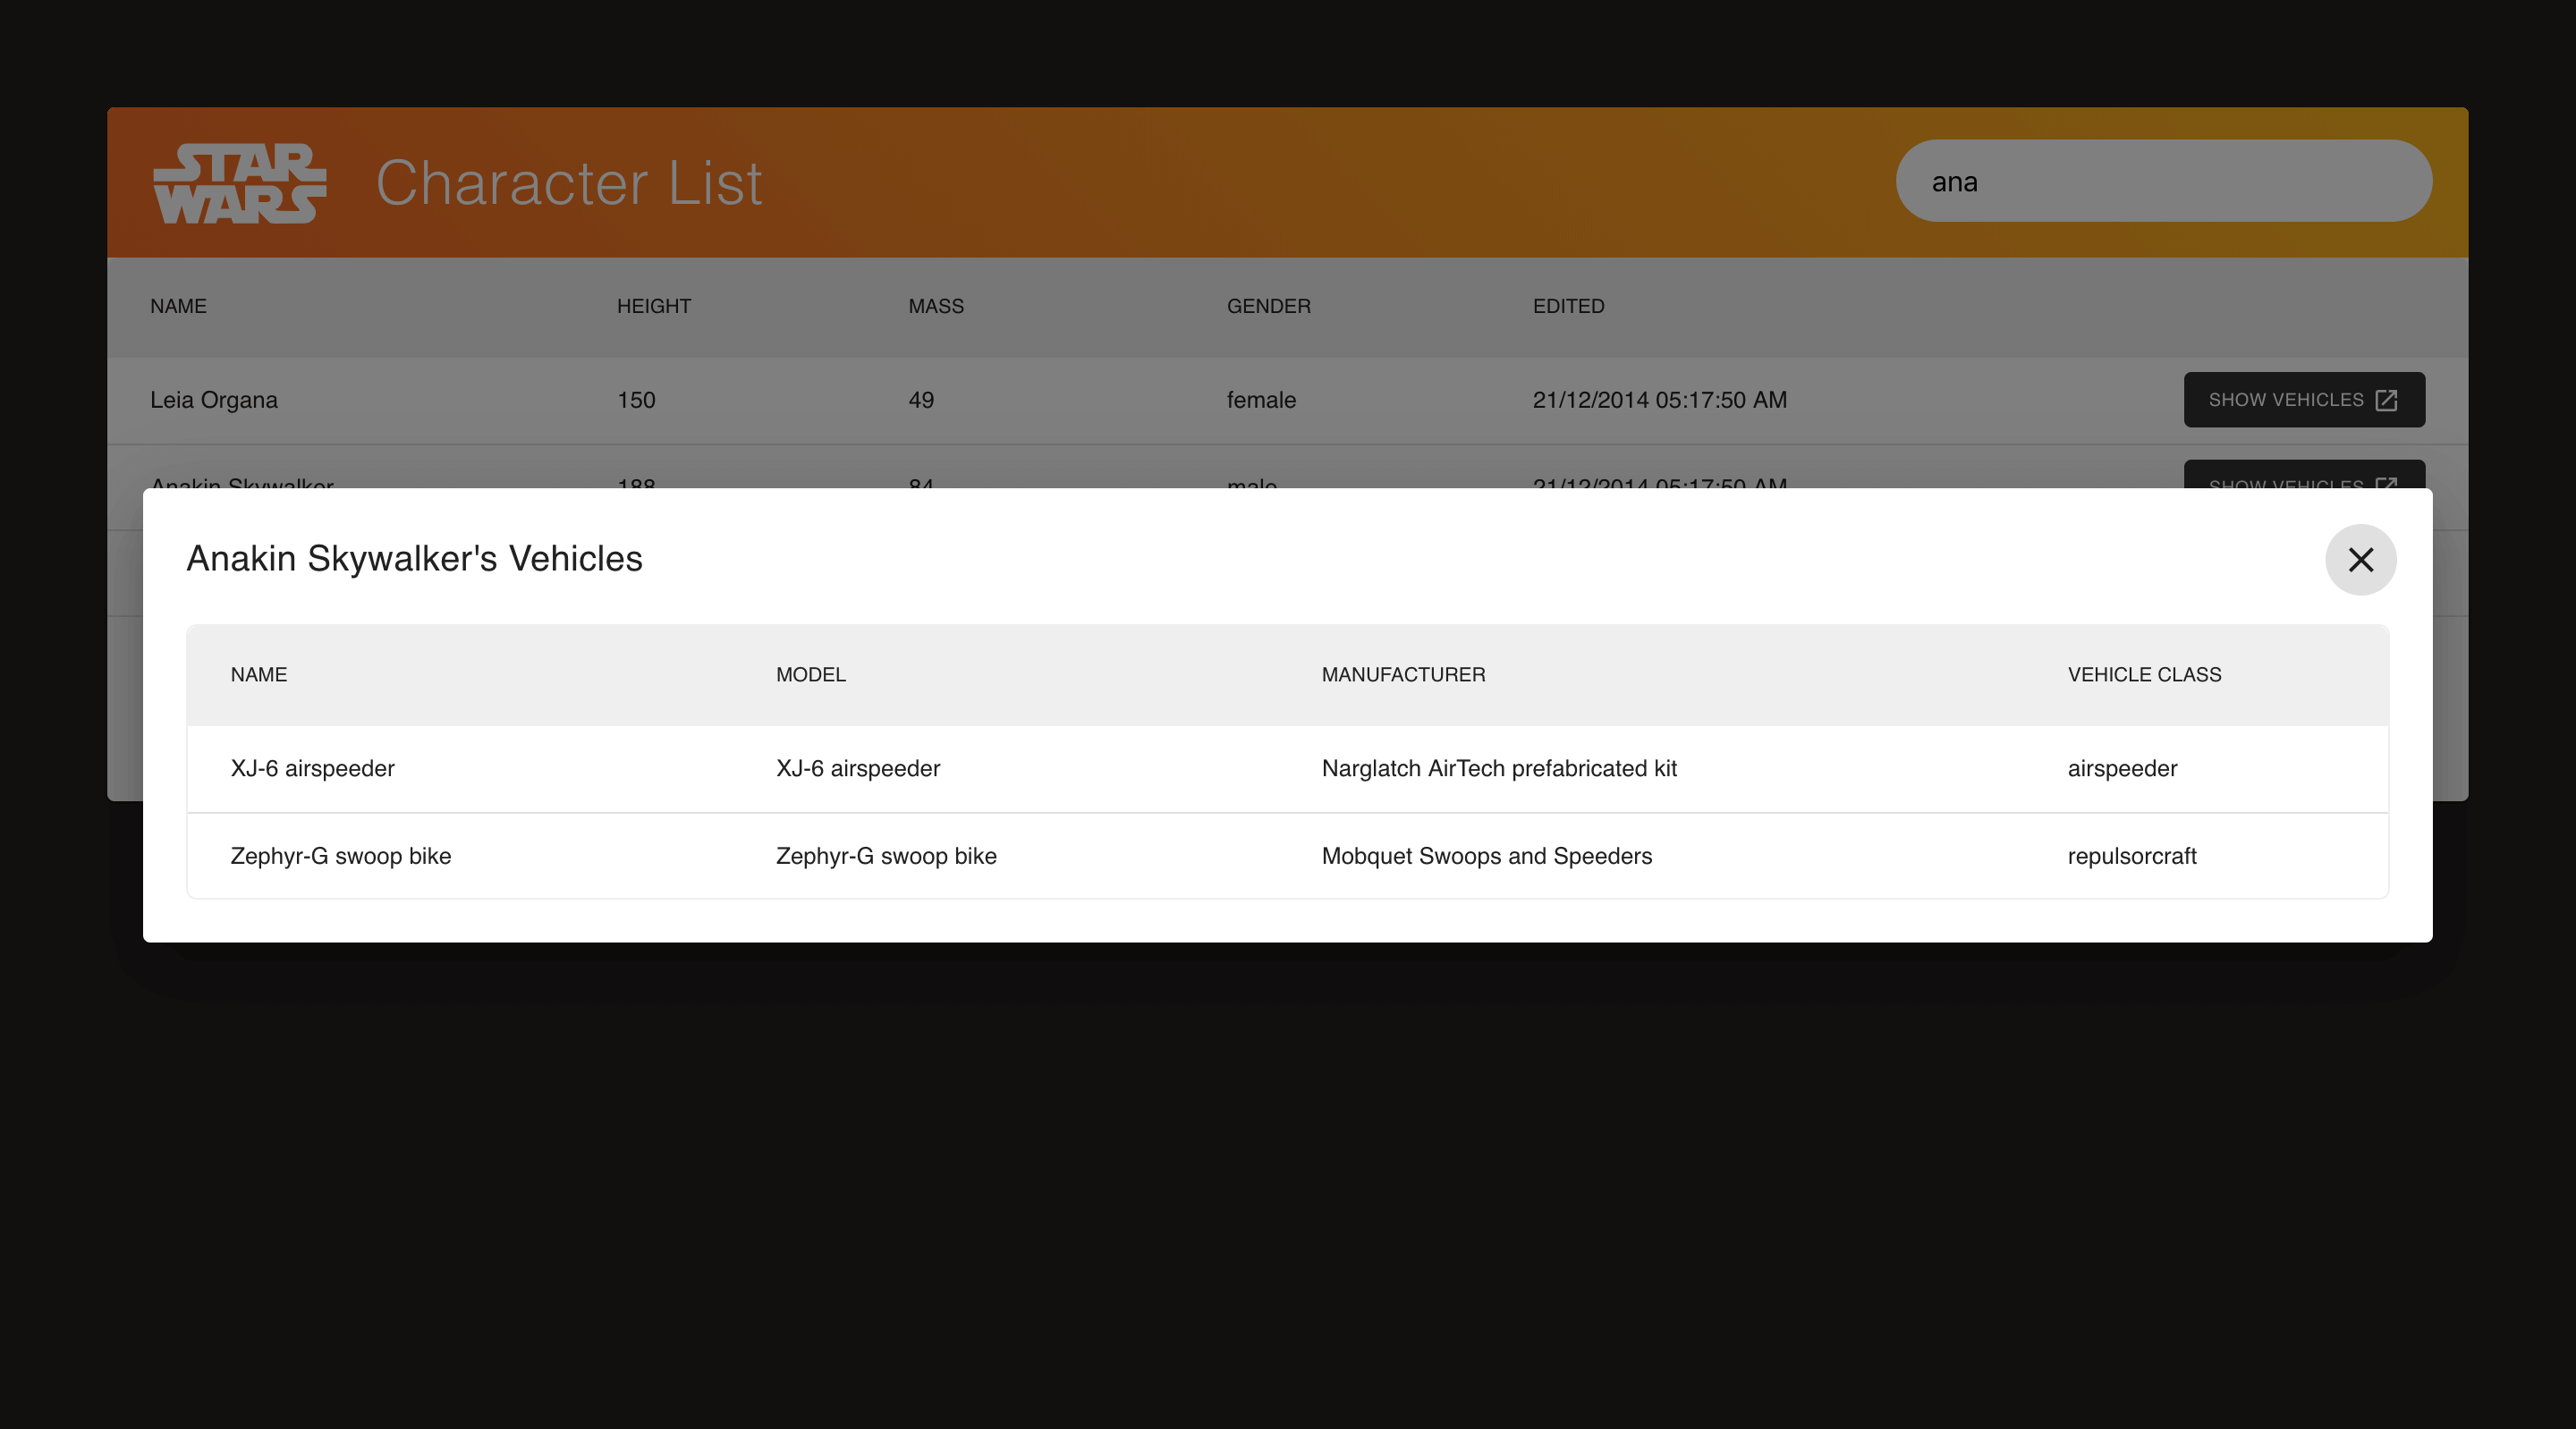 STAR WARS Character List ana
NAME HEIGHT MASS GENDER EDITED
Leia Organa 150 49 female 21/12/2014 05:17:50 AM SHOW VEHICLES
Anakin Skywalker 188 84 male 21/12/2014 05:17:50 AM SHOW VEHICLES
Anakin Skywalker's Vehicles
NAME MODEL MANUFACTURER VEHICLE CLASS
XJ-6 airspeeder XJ-6 airspeeder Narglatch AirTech prefabricated kit airspeeder
Zephyr-G swoop bike Zephyr-G swoop bike Mobquet Swoops and Speeders repulsorcraft